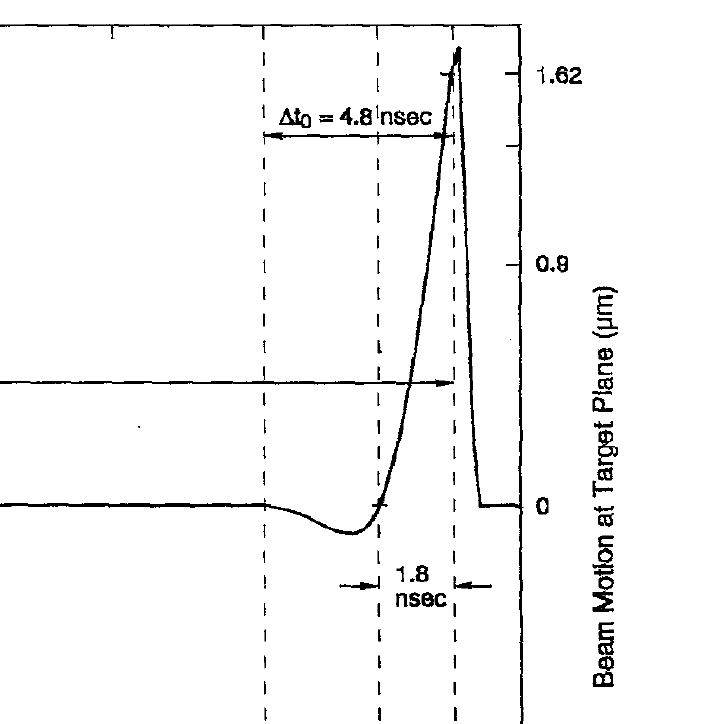 1.62
Δt₀ = 4.8 nsec
0.9
0
1.8
nsec
Beam Motion at Target Plane (μm)